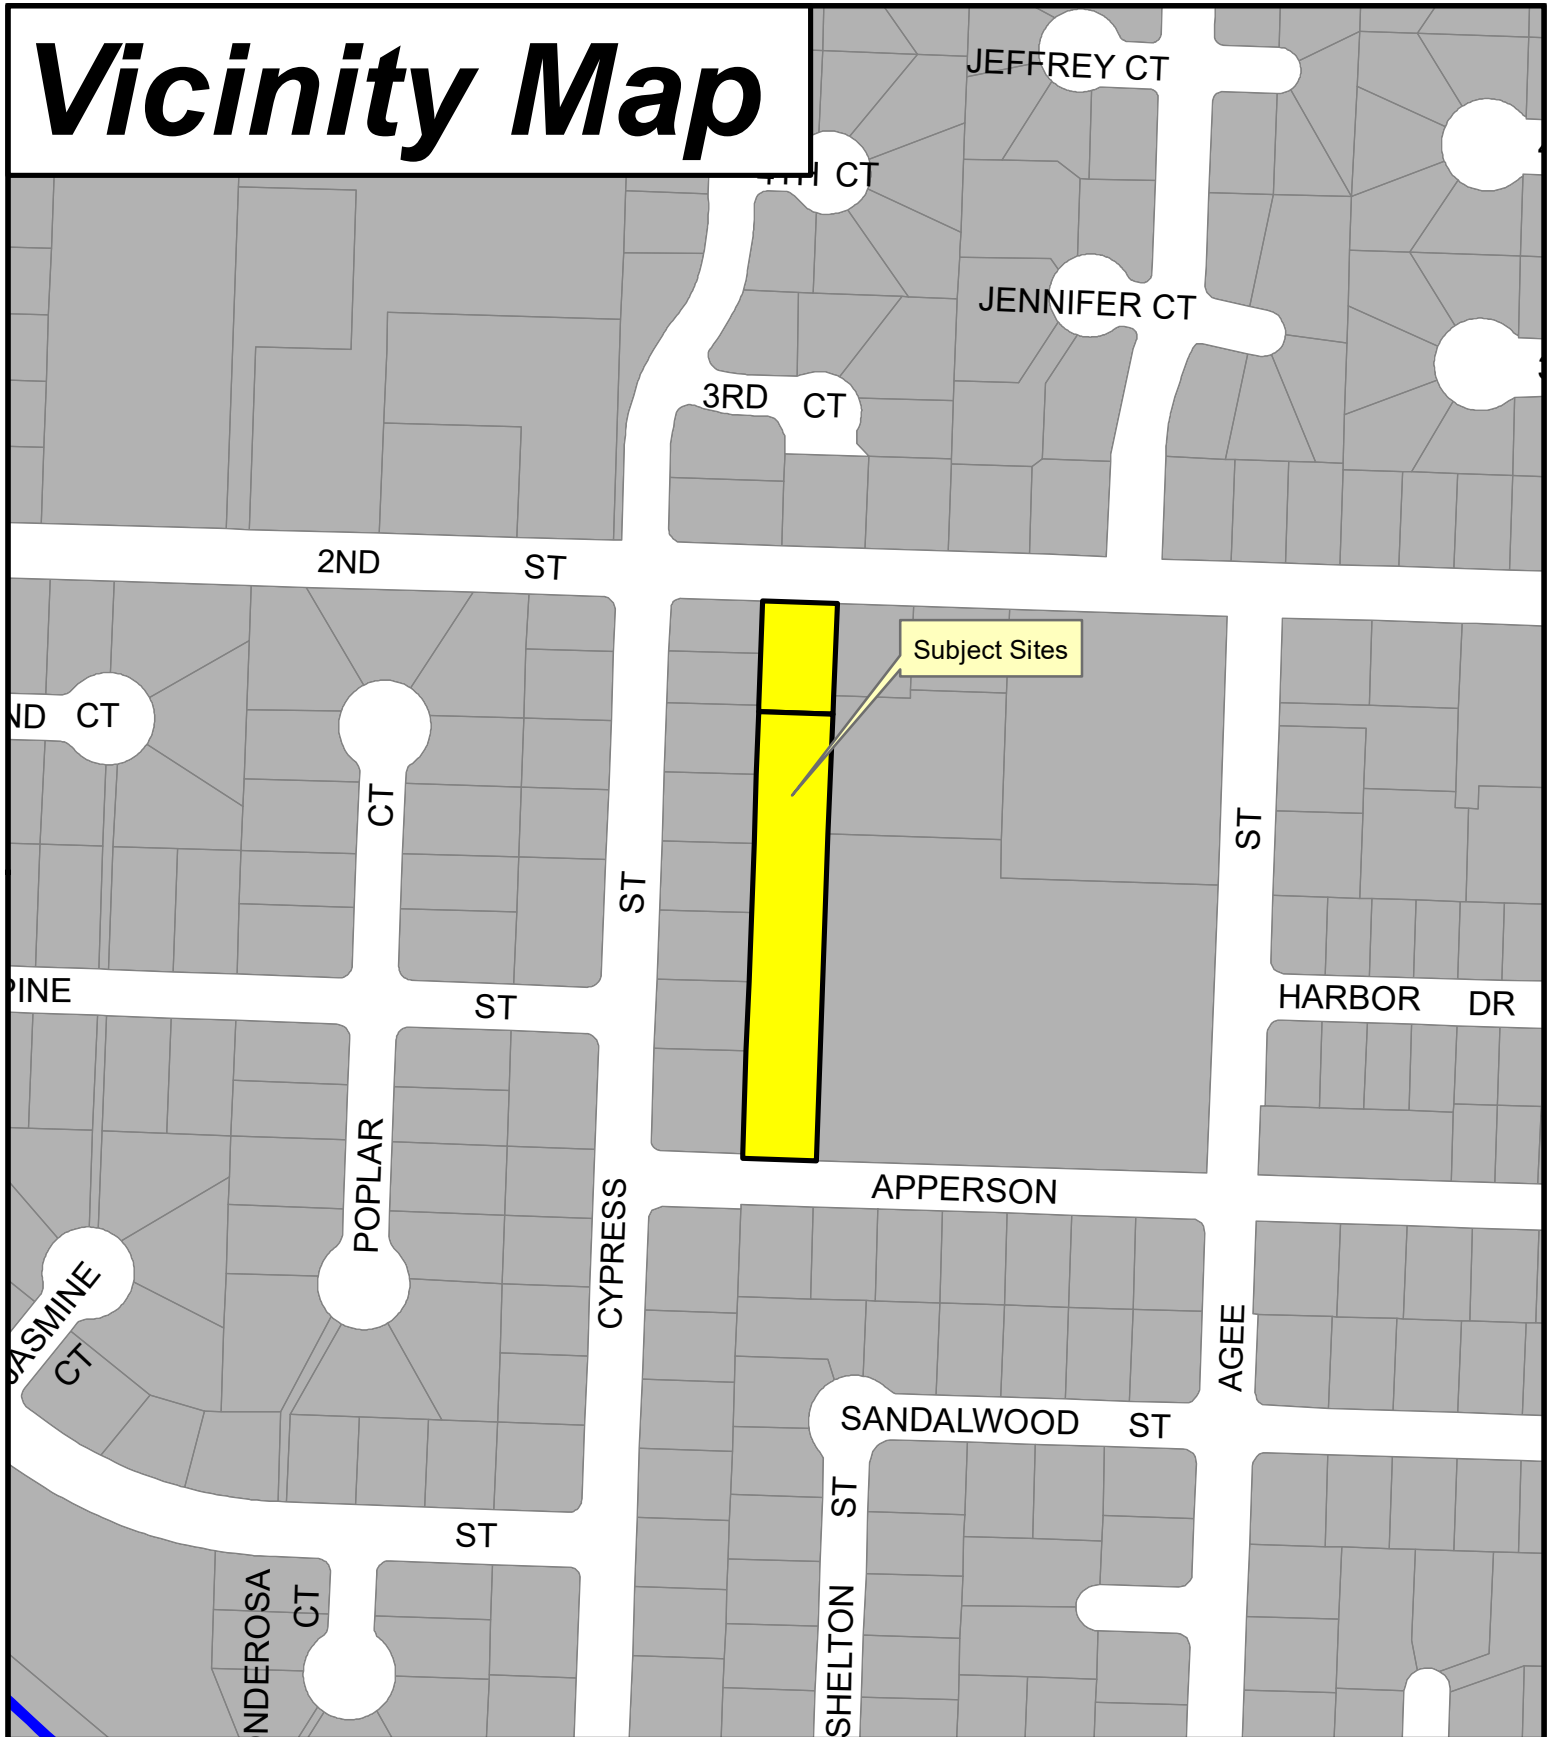 Vicinity Map
JEFFREY CT
CT
JENNIFER CT
3RD CT
2ND ST
Subject Sites
CT
CT
ST
ST
ST
HARBOR DR
POPLAR
APPERSON
CYPRESS
JASMINE
CT
AGEE
SANDALWOOD ST
ST
ST
CT
SHELTON